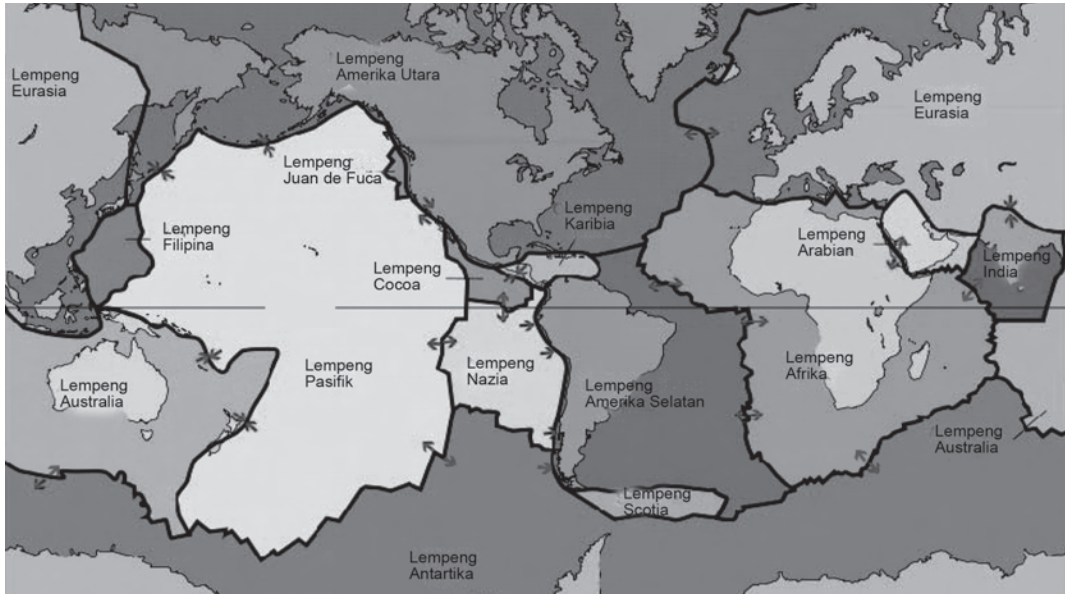 Lempeng
Eurasia
Lempeng
Amerika Utara
Lempeng
Eurasia
Lempeng
Juan de Fuca
Lempeng
Karibia
Lempeng
Filipina
Lempeng
Arabian
Lempeng
India
Lempeng
Cocoa
Lempeng
Australia
Lempeng
Pasifik
Lempeng
Nazia
Lempeng
Amerika Selatan
Lempeng
Afrika
Lempeng
Australia
Lempeng
Scotia
Lempeng
Antartika